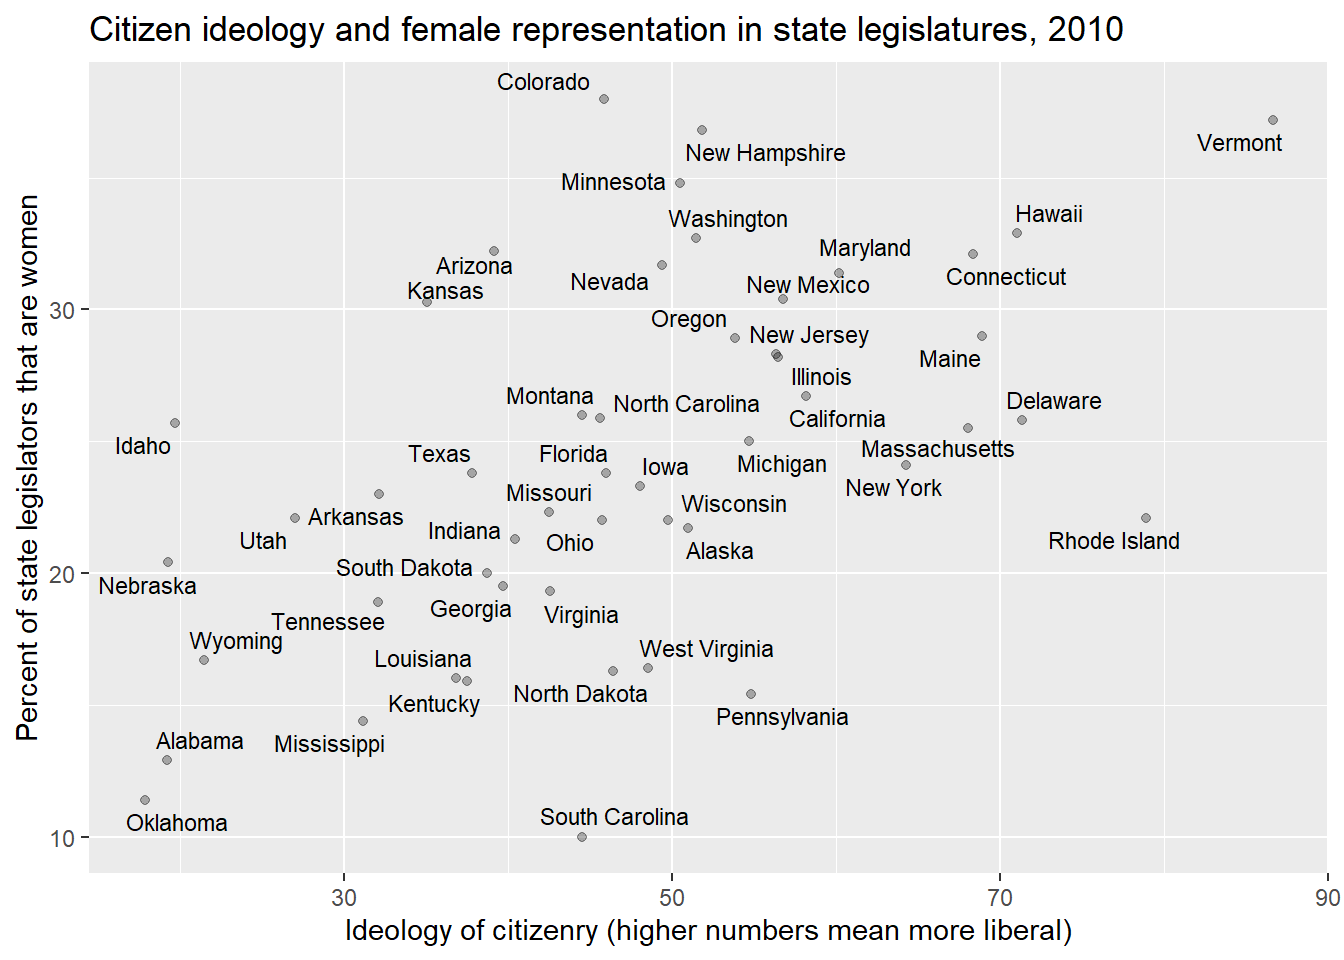 Citizen ideology and female representation in state legislatures, 2010
Colorado
Vermont
New Hampshire
Minnesota
Hawaii
Washington
Maryland
Arizona
Connecticut
Nevada
New Mexico
Kansas
30
Oregon
New Jersey
Maine
Illinois
Montana
North Carolina
Delaware
California
Idaho
Massachusetts
Texas
Florida
Iowa
Michigan
New York
Missouri
Wisconsin
Arkansas
Indiana
Utah
Ohio
Alaska
Rhode Island
South Dakota
20
Nebraska
Georgia
Virginia
Tennessee
Wyoming
West Virginia
Louisiana
North Dakota
Kentucky
Pennsylvania
Alabama
Mississippi
Oklahoma
South Carolina
10
Percent of state legislators that are women
30
50
70
90
Ideology of citizenry (higher numbers mean more liberal)